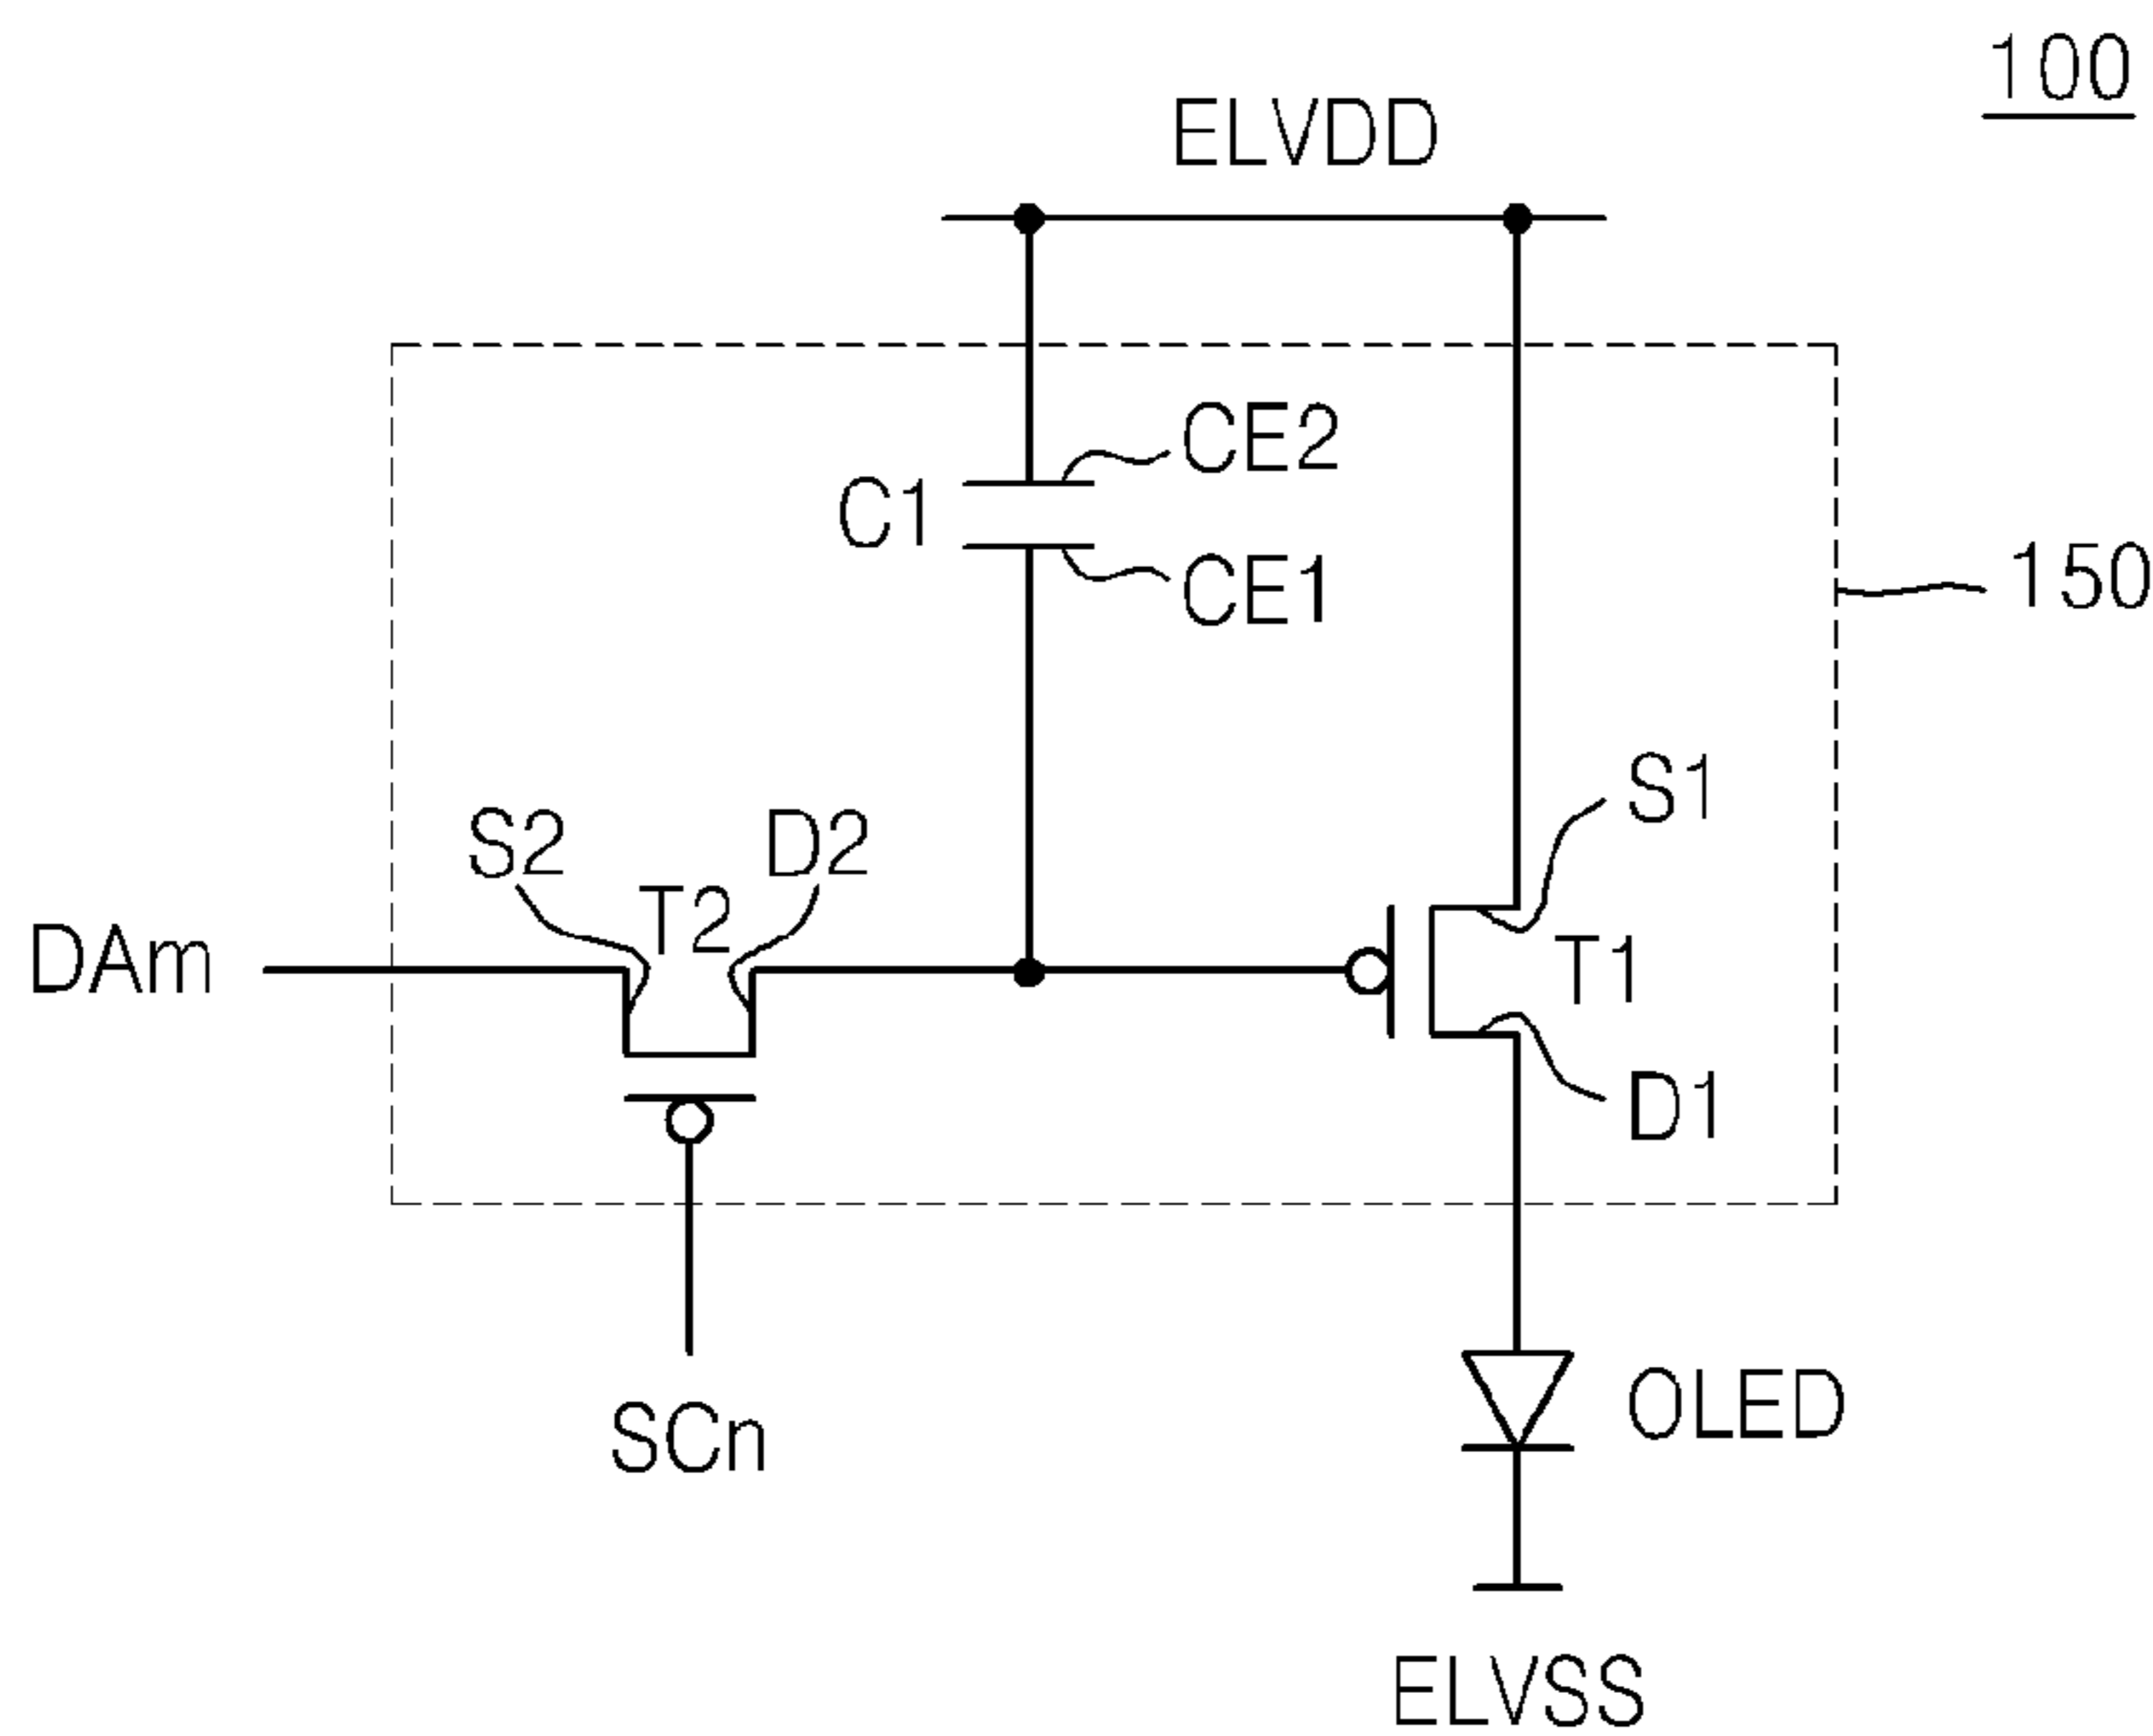 100
ELVDD
CE2
C1
CE1
150
S1
S2
D2
T2
DAm
T1
D1
OLED
SCn
ELVSS